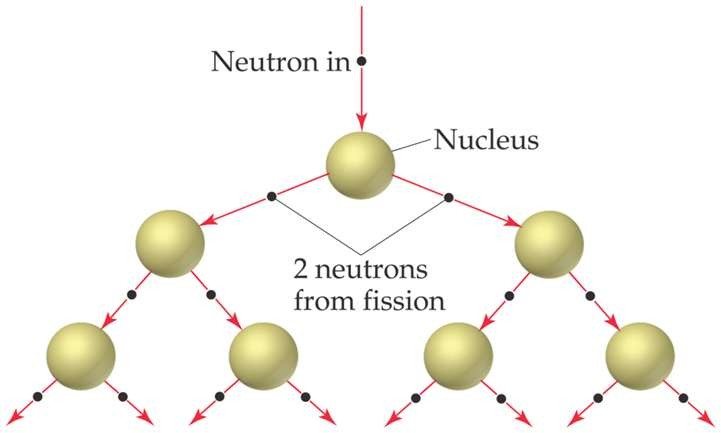 Neutron in
Nucleus
2 neutrons
from fission